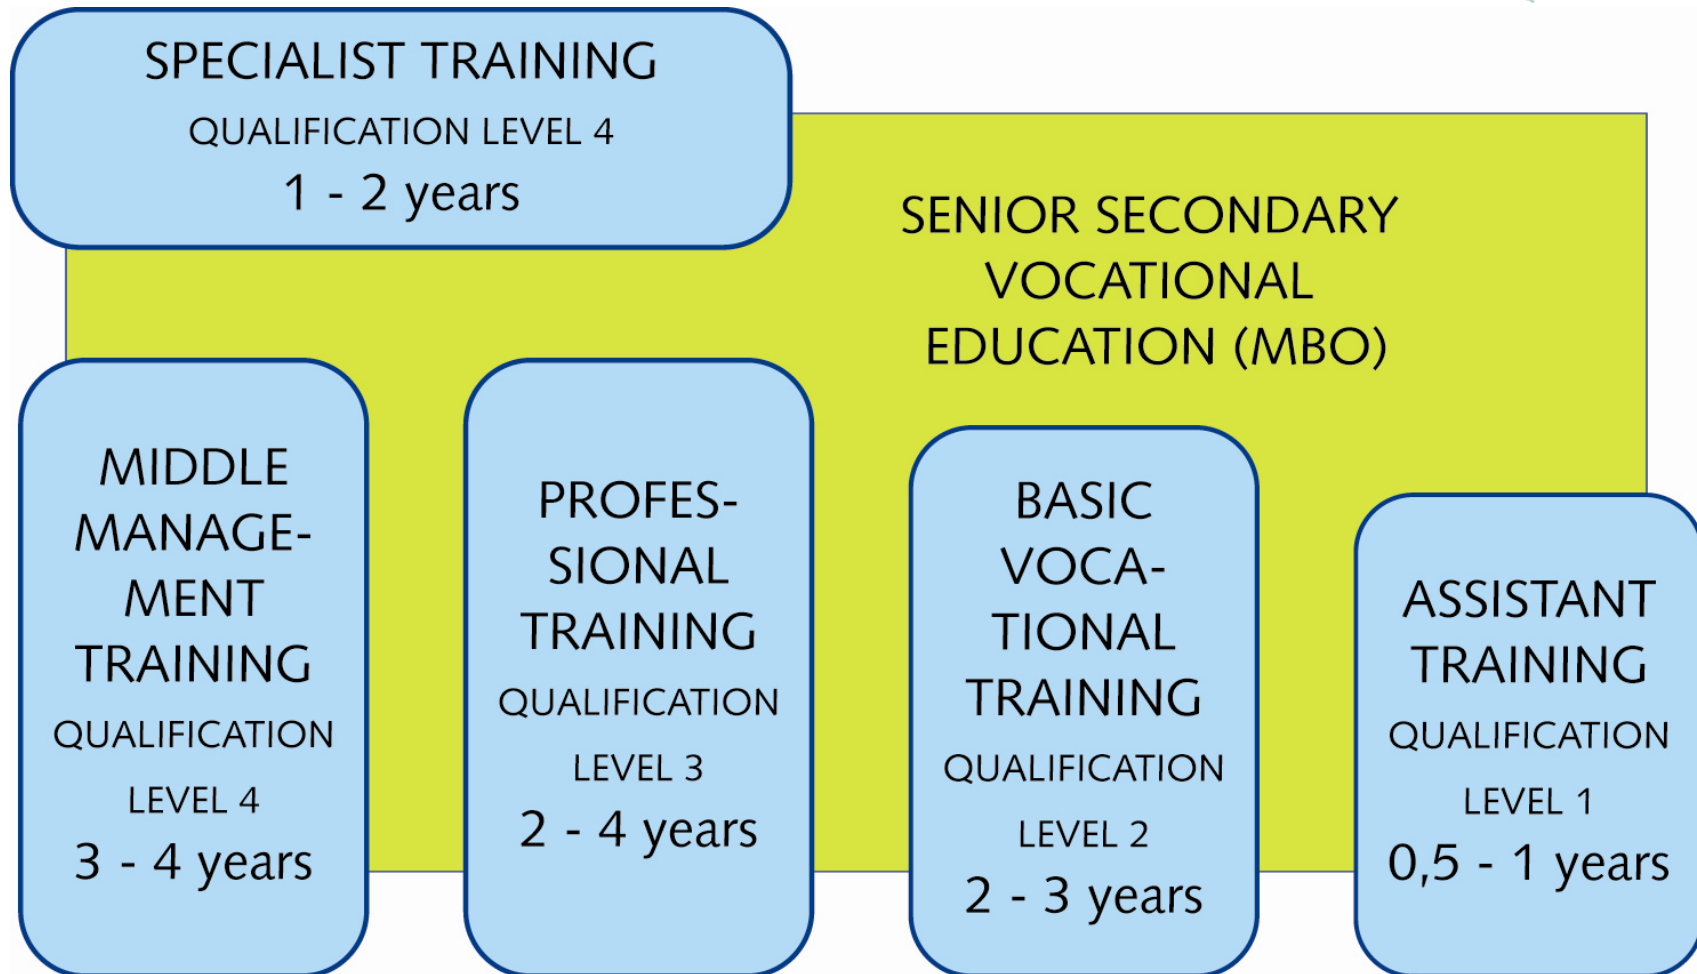 SPECIALIST TRAINING
QUALIFICATION LEVEL 4
1 - 2 years
SENIOR SECONDARY
VOCATIONAL
EDUCATION (MBO)
MIDDLE
MANAGE-
MENT
TRAINING
QUALIFICATION
LEVEL 4
3 - 4 years
PROFES-
SIONAL
TRAINING
QUALIFICATION
LEVEL 3
2 - 4 years
BASIC
VOCA-
TIONAL
TRAINING
QUALIFICATION
LEVEL 2
2 - 3 years
ASSISTANT
TRAINING
QUALIFICATION
LEVEL 1
0,5 - 1 years